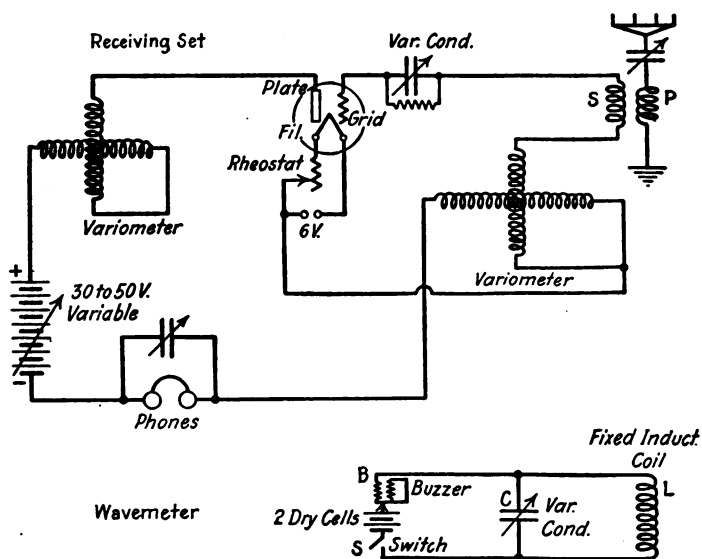 Receiving Set
Var. Cond.
Plate
Grid
Fil.
S
P
Rheostat
6V.
Variometer
Variometer
+
30 to 50 V.
Variable
-
Phones
Fixed Induct.
Coil
B
Buzzer
L
Wavemeter
2 Dry Cells
C
Var.
Cond.
S
Switch